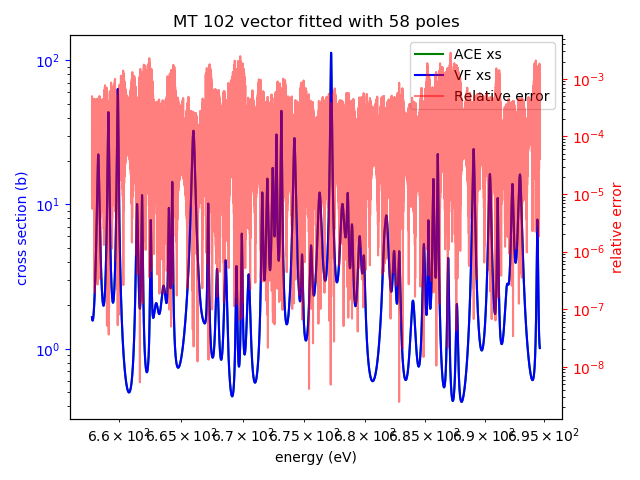 MT 102 vector fitted with 58 poles
ACE xs
VF xs
Relative error
10²
10¹
10⁰
cross section (b)
10⁻³
10⁻⁴
10⁻⁵
10⁻⁶
10⁻⁷
10⁻⁸
relative error
6.6 × 10² 6.65 × 10² 6.7 × 10² 6.75 × 10² 6.8 × 10² 6.85 × 10² 6.9 × 10² 6.95 × 10²
energy (eV)